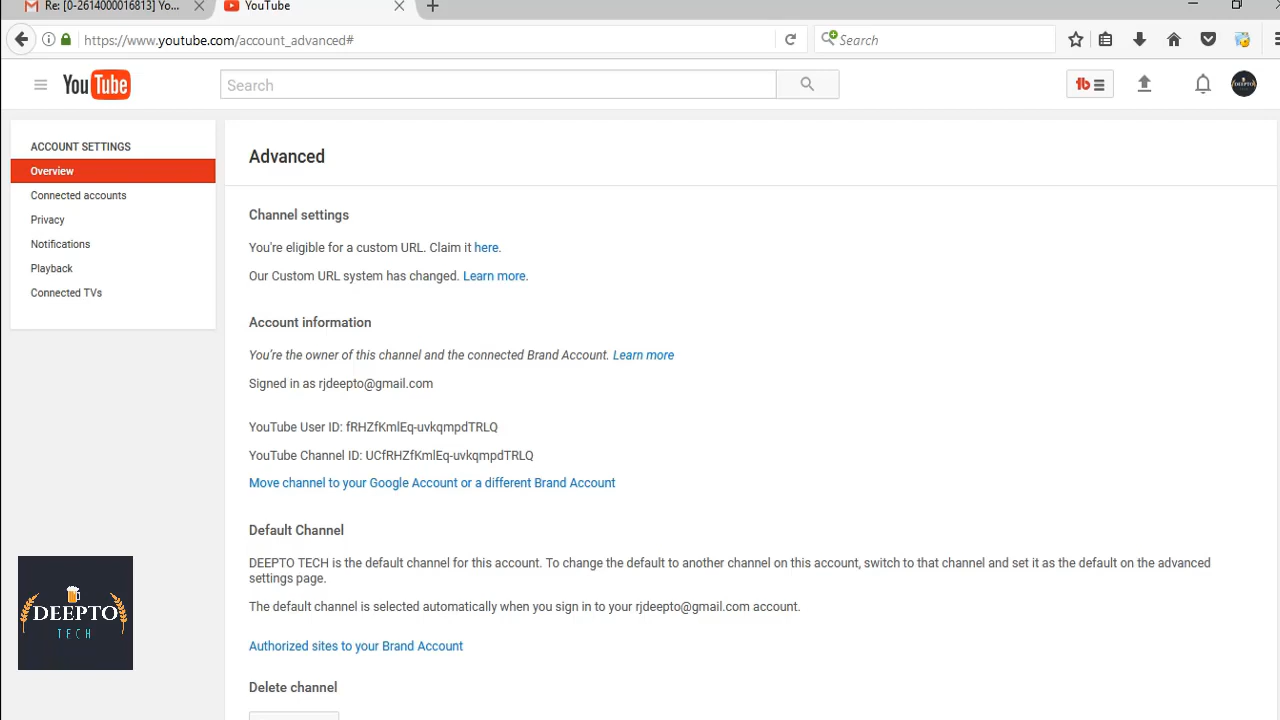 Re: [0-2614000016813] Yo...
YouTube
https://www.youtube.com/account_advanced#
Search
YouTube
Search
DEEPTO
ACCOUNT SETTINGS
Overview
Connected accounts
Privacy
Notifications
Playback
Connected TVs
Advanced
Channel settings
You're eligible for a custom URL. Claim it here.
Our Custom URL system has changed. Learn more.
Account information
You're the owner of this channel and the connected Brand Account. Learn more
Signed in as rjdeepto@gmail.com
YouTube User ID: fRHZfKmlEq-uvkqmpdTRLQ
YouTube Channel ID: UCfRHZfKmlEq-uvkqmpdTRLQ
Move channel to your Google Account or a different Brand Account
Default Channel
DEEPTO TECH is the default channel for this account. To change the default to another channel on this account, switch to that channel and set it as the default on the advanced
settings page.
The default channel is selected automatically when you sign in to your rjdeepto@gmail.com account.
Authorized sites to your Brand Account
Delete channel
DEEPTO
TECH